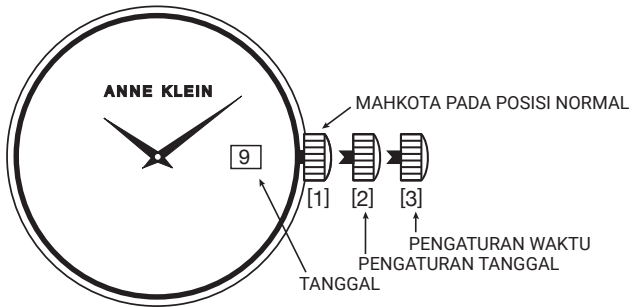 ANNE KLEIN
MAHKOTA PADA POSISI NORMAL
9
[1] [2] [3]
PENGATURAN WAKTU
PENGATURAN TANGGAL
TANGGAL